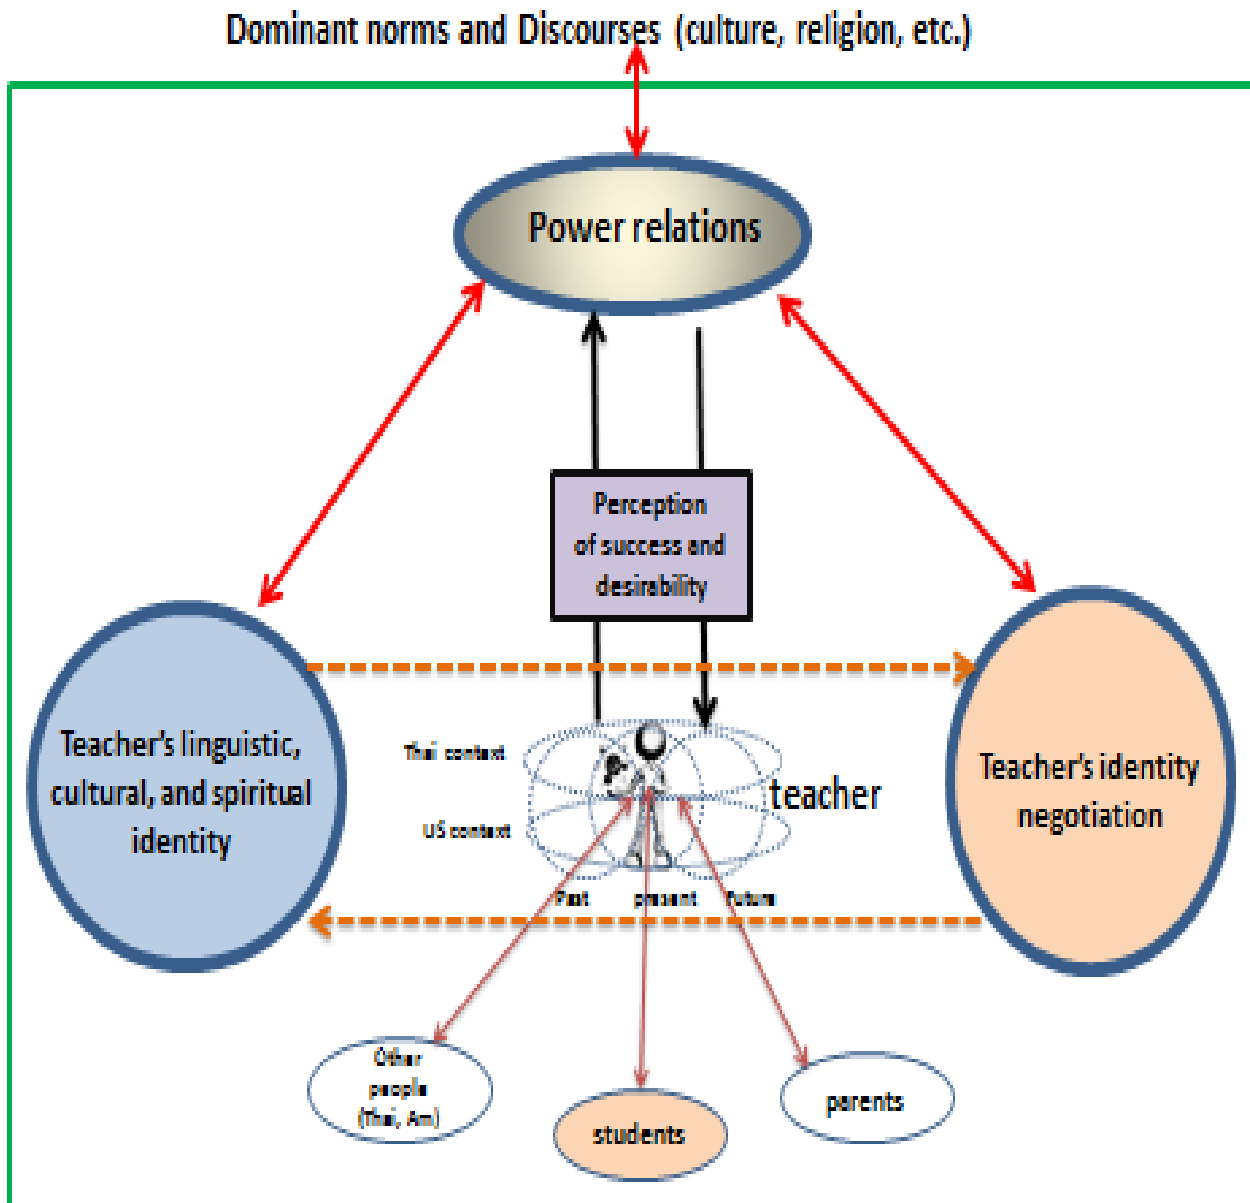 Dominant norms and Discourses (culture, religion, etc.)
Power relations
Perception
of success and
desirability
Teacher's linguistic,
cultural, and spiritual
identity
Thai context
US context
teacher
Past present Future
Teacher's identity
negotiation
Other
people
(Thai, Am)
students
parents